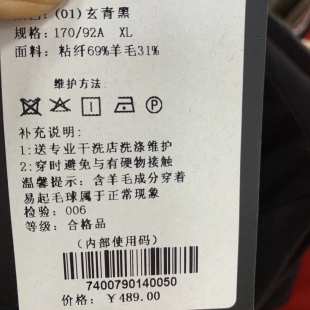 (01)玄青黑
规格: 170/92A XL
面料: 粘纤69%羊毛31%
维护方法:
P
补充说明:
1:送专业干洗店洗涤维护
2:穿时避免与有硬物接触
温馨提示: 含羊毛成分穿着
易起毛球属于正常现象
检验: 006
等级: 合格品
(内部使用码)
7400790140050
价格: ￥489.00